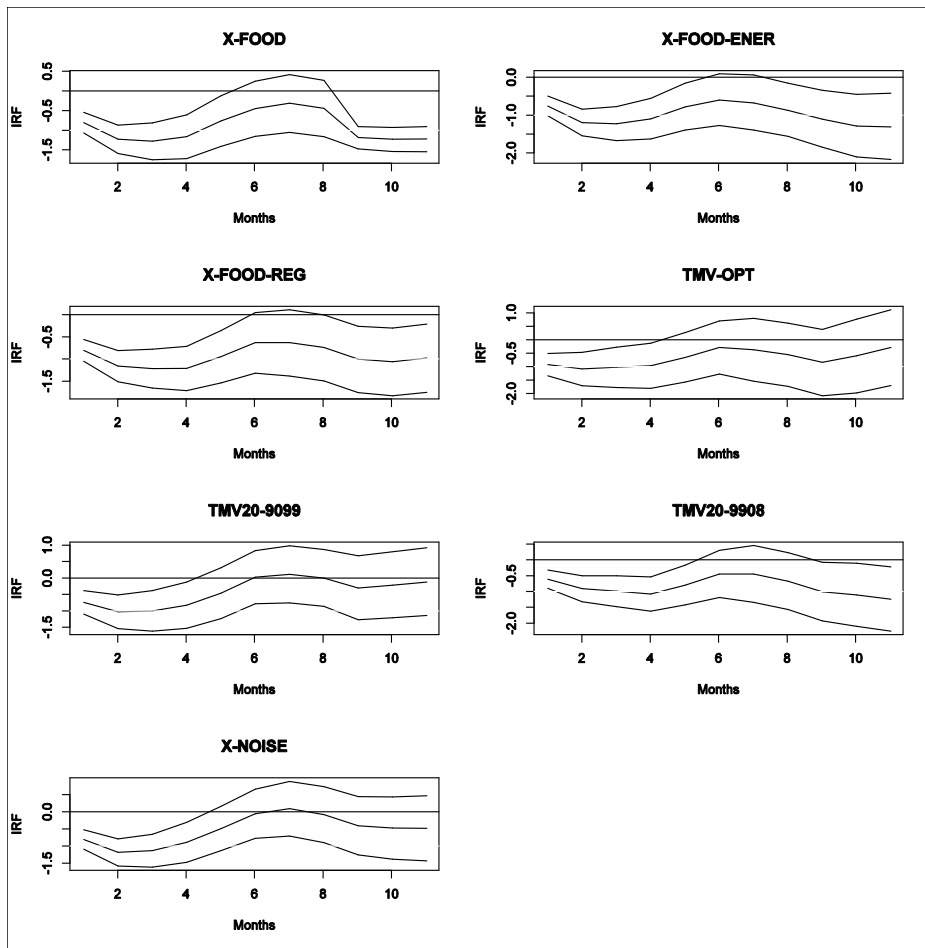 X-FOOD
IRF
0.5
-0.5
-1.5
2 4 6 8 10
Months
X-FOOD-ENER
IRF
0.0
-1.0
-2.0
2 4 6 8 10
Months
X-FOOD-REG
IRF
-0.5
-1.5
2 4 6 8 10
Months
TMV-OPT
IRF
1.0
-0.5
-2.0
2 4 6 8 10
Months
TMV20-9099
IRF
1.0
0.0
-1.5
2 4 6 8 10
Months
TMV20-9908
IRF
-0.5
-2.0
2 4 6 8 10
Months
X-NOISE
IRF
0.0
-1.5
2 4 6 8 10
Months